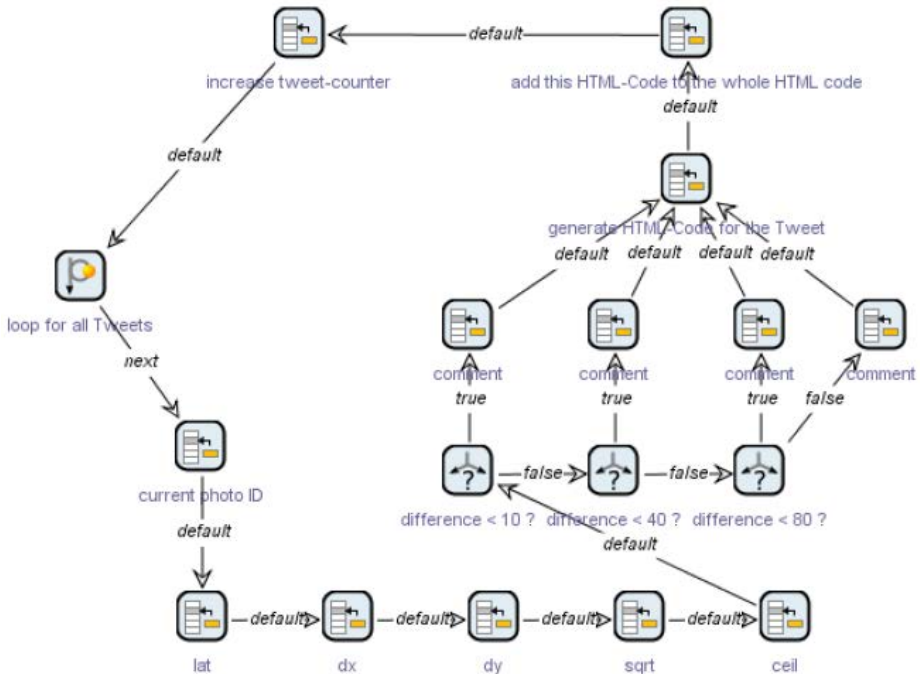 default
increase tweet-counter
add this HTML-Code to the whole HTML code
default
default
generate HTML-Code for the Tweet
default
default
default
default
loop for all Tweets
next
comment
comment
comment
comment
true
true
true
false
current photo ID
false
false
difference < 10 ?
difference < 40 ?
difference < 80 ?
default
default
default
default
default
default
lat
dx
dy
sqrt
ceil